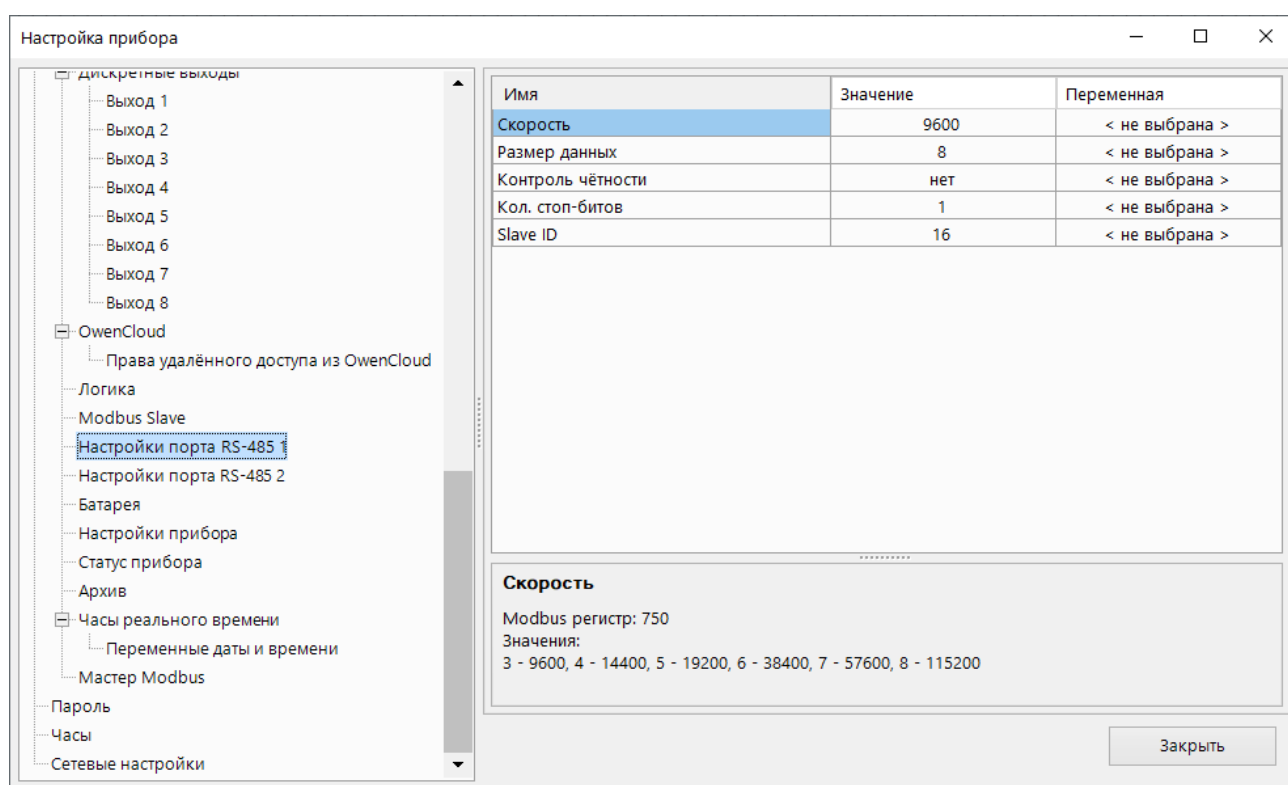 Настройка прибора
Дискретные выходы
Выход 1
Выход 2
Выход 3
Выход 4
Выход 5
Выход 6
Выход 7
Выход 8
OwenCloud
Права удалённого доступа из OwenCloud
Логика
Modbus Slave
Настройки порта RS-485 1
Настройки порта RS-485 2
Батарея
Настройки прибора
Статус прибора
Архив
Часы реального времени
Переменные даты и времени
Мастер Modbus
Пароль
Часы
Сетевые настройки
Имя Значение Переменная
Скорость 9600 < не выбрана >
Размер данных 8 < не выбрана >
Контроль чётности нет < не выбрана >
Кол. стоп-битов 1 < не выбрана >
Slave ID 16 < не выбрана >
Скорость
Modbus регистр: 750
Значения:
3 - 9600, 4 - 14400, 5 - 19200, 6 - 38400, 7 - 57600, 8 - 115200
Закрыть